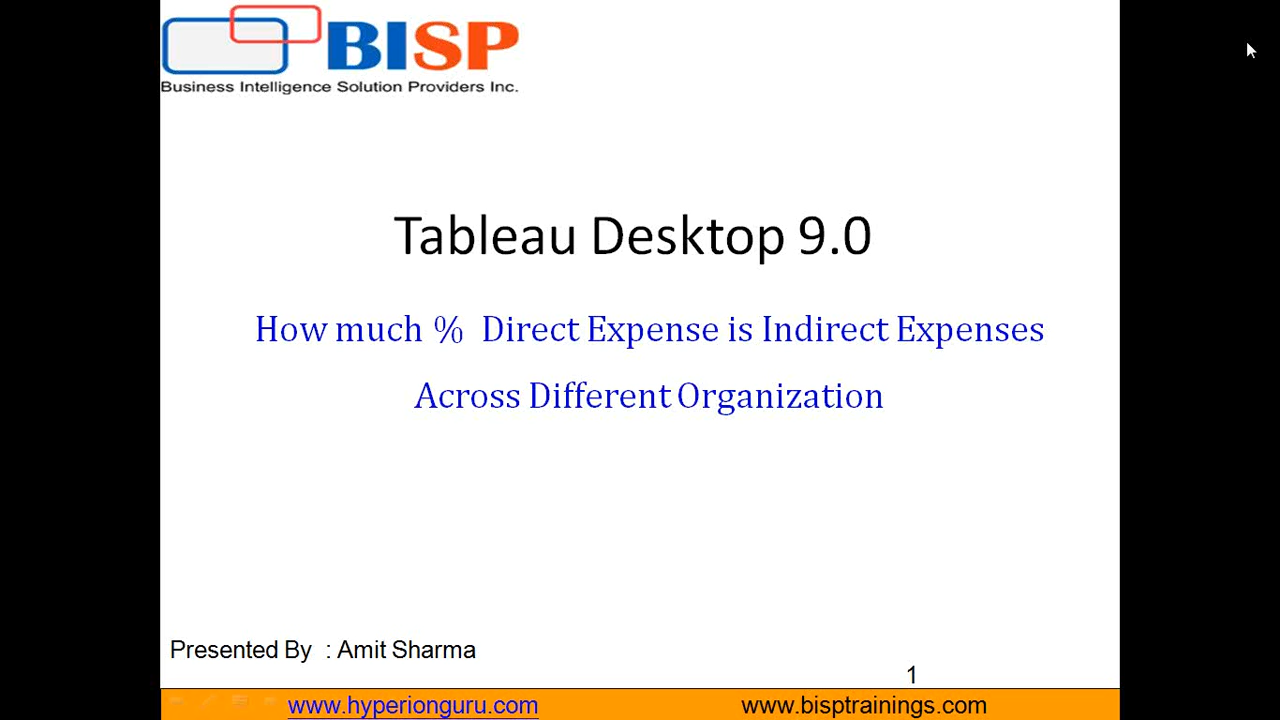 BISP
Business Intelligence Solution Providers Inc.
Tableau Desktop 9.0
How much % Direct Expense is Indirect Expenses
Across Different Organization
Presented By : Amit Sharma
1
www.hyperionguru.com
www.bisptrainings.com